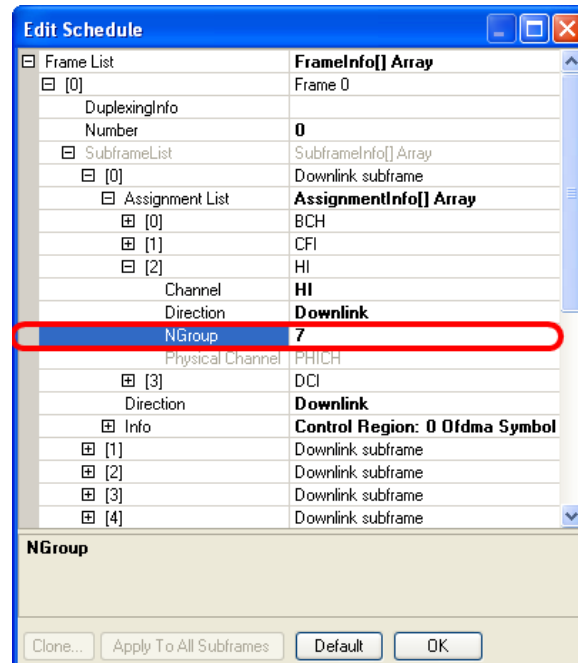 Edit Schedule
Frame List FrameInfo[] Array
[0] Frame 0
DuplexingInfo
Number 0
SubframeList SubframeInfo[] Array
[0] Downlink subframe
Assignment List AssignmentInfo[] Array
[0] BCH
[1] CFI
[2] HI
Channel HI
Direction Downlink
NGroup 7
Physical Channel PHICH
[3] DCI
Direction Downlink
Info Control Region: 0 Ofdma Symbol
[1] Downlink subframe
[2] Downlink subframe
[3] Downlink subframe
[4] Downlink subframe
NGroup
Clone... Apply To All Subframes Default OK